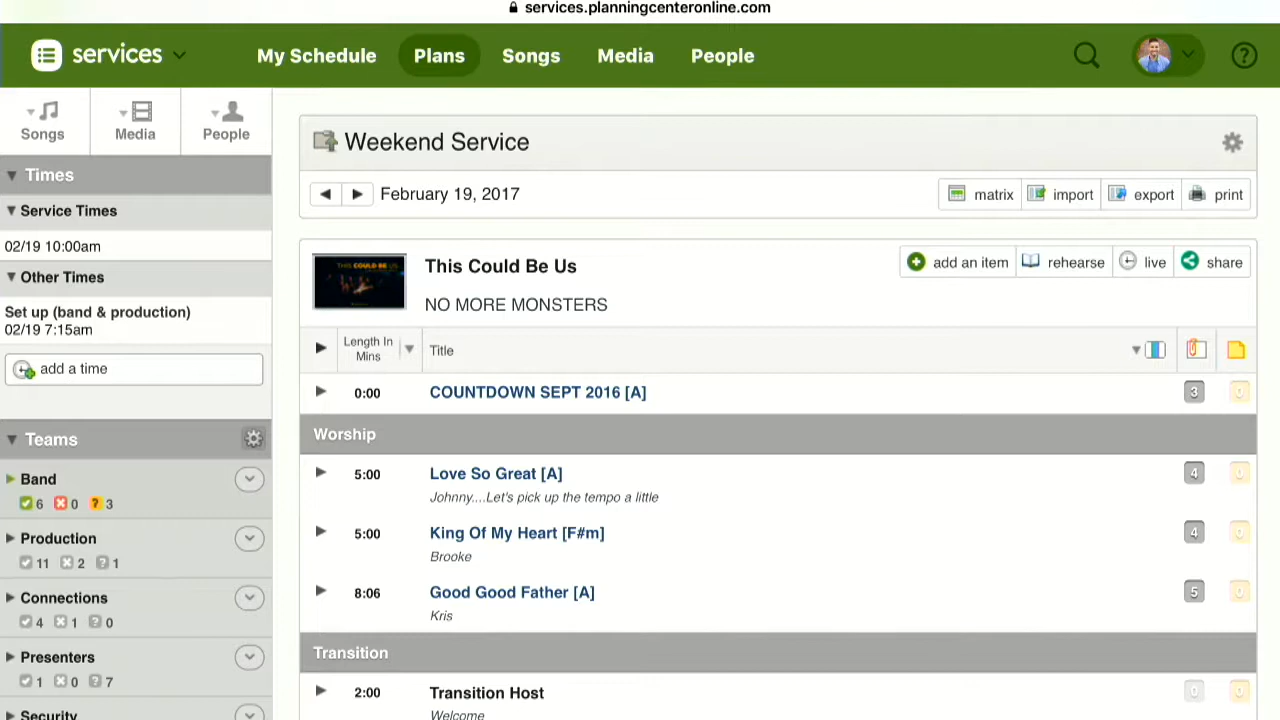 services.planningcenteronline.com
services
My Schedule
Plans
Songs
Media
People
?
Songs
Media
People
Times
Service Times
02/19 10:00am
Other Times
Set up (band & production)
02/19 7:15am
add a time
Teams
Band
6 0 ? 3
Production
11 2 ? 1
Connections
4 1 ? 0
Presenters
1 0 ? 7
Security
Weekend Service
February 19, 2017
matrix
import
export
print
This Could Be Us
NO MORE MONSTERS
add an item
rehearse
live
share
Length In
Mins
Title
0:00 COUNTDOWN SEPT 2016 [A] 3 0
Worship
5:00 Love So Great [A] 4 0
Johnny....Let's pick up the tempo a little
5:00 King Of My Heart [F#m] 4 0
Brooke
8:06 Good Good Father [A] 5 0
Kris
Transition
2:00 Transition Host 0 0
Welcome